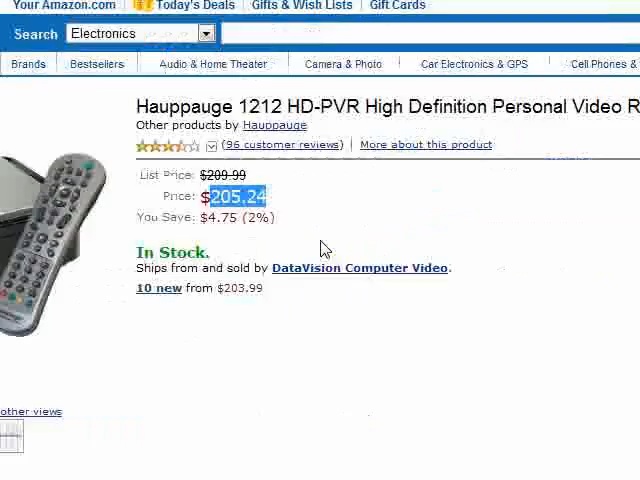 Your Amazon.com Today's Deals Gifts & Wish Lists Gift Cards
Search Electronics
Brands Bestsellers Audio & Home Theater Camera & Photo Car Electronics & GPS Cell Phones &
Hauppauge 1212 HD-PVR High Definition Personal Video R
Other products by Hauppauge
(96 customer reviews) | More about this product
List Price: $209.99
Price: $205.24
You Save: $4.75 (2%)
In Stock.
Ships from and sold by DataVision Computer Video.
10 new from $203.99
other views